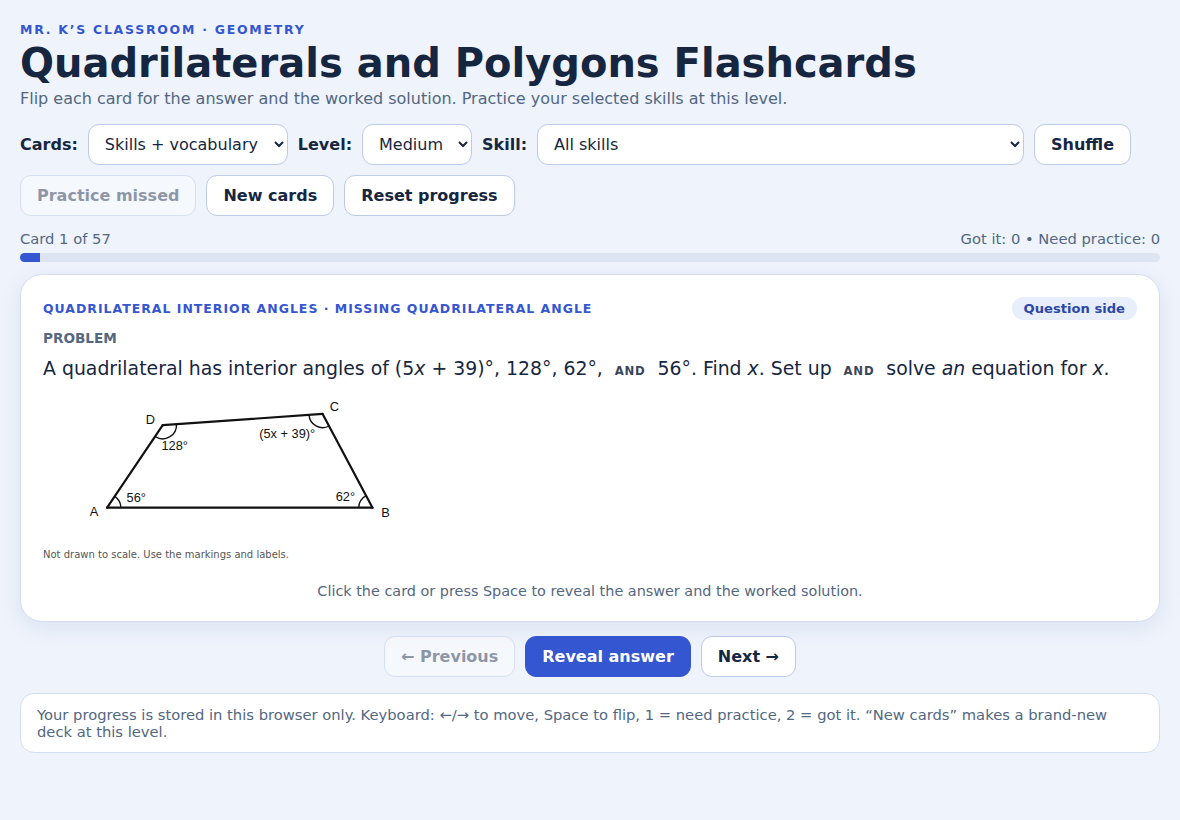 MR. K’S CLASSROOM · GEOMETRY
Quadrilaterals and Polygons Flashcards
Flip each card for the answer and the worked solution. Practice your selected skills at this level.
Cards: Skills + vocabulary Level: Medium Skill: All skills Shuffle
Practice missed New cards Reset progress
Card 1 of 57 Got it: 0 • Need practice: 0
QUADRILATERAL INTERIOR ANGLES · MISSING QUADRILATERAL ANGLE Question side
PROBLEM
A quadrilateral has interior angles of (5x + 39)°, 128°, 62°, AND 56°. Find x. Set up AND solve an equation for x.
C
D
(5x + 39)°
128°
56° 62°
A B
Not drawn to scale. Use the markings and labels.
Click the card or press Space to reveal the answer and the worked solution.
← Previous Reveal answer Next →
Your progress is stored in this browser only. Keyboard: ←/→ to move, Space to flip, 1 = need practice, 2 = got it. “New cards” makes a brand-new
deck at this level.